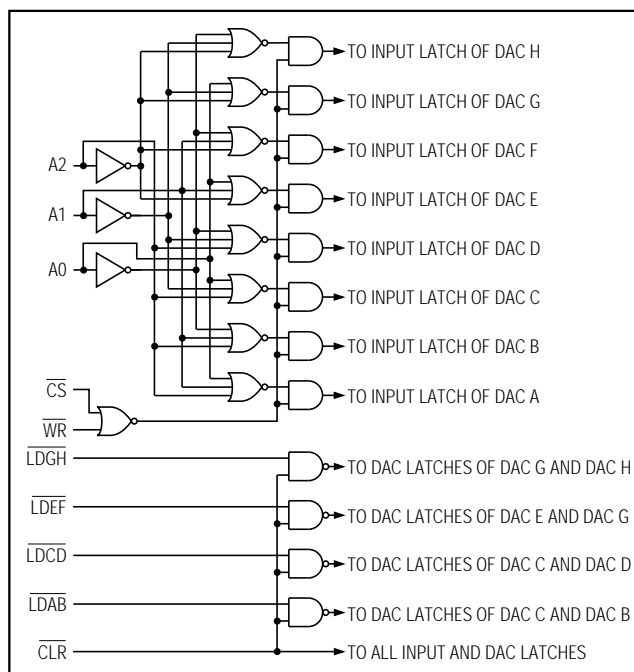 TO INPUT LATCH OF DAC H
TO INPUT LATCH OF DAC G
TO INPUT LATCH OF DAC F
A2
TO INPUT LATCH OF DAC E
A1
TO INPUT LATCH OF DAC D
A0
TO INPUT LATCH OF DAC C
TO INPUT LATCH OF DAC B
CS
TO INPUT LATCH OF DAC A
WR
LDGH
TO DAC LATCHES OF DAC G AND DAC H
LDEF
TO DAC LATCHES OF DAC E AND DAC G
LDCD
TO DAC LATCHES OF DAC C AND DAC D
LDAB
TO DAC LATCHES OF DAC C AND DAC B
CLR
TO ALL INPUT AND DAC LATCHES